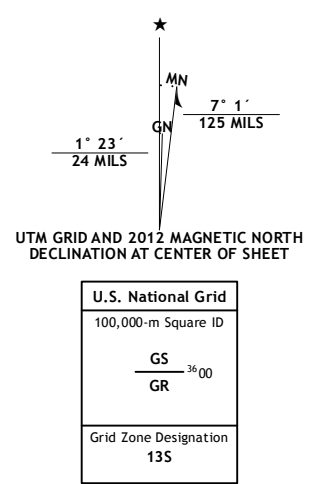 ★
MN
7° 1´
125 MILS
GN
1° 23´
24 MILS
UTM GRID AND 2012 MAGNETIC NORTH
DECLINATION AT CENTER OF SHEET
U.S. National Grid
100,000-m Square ID
GS
3600
GR
Grid Zone Designation
13S